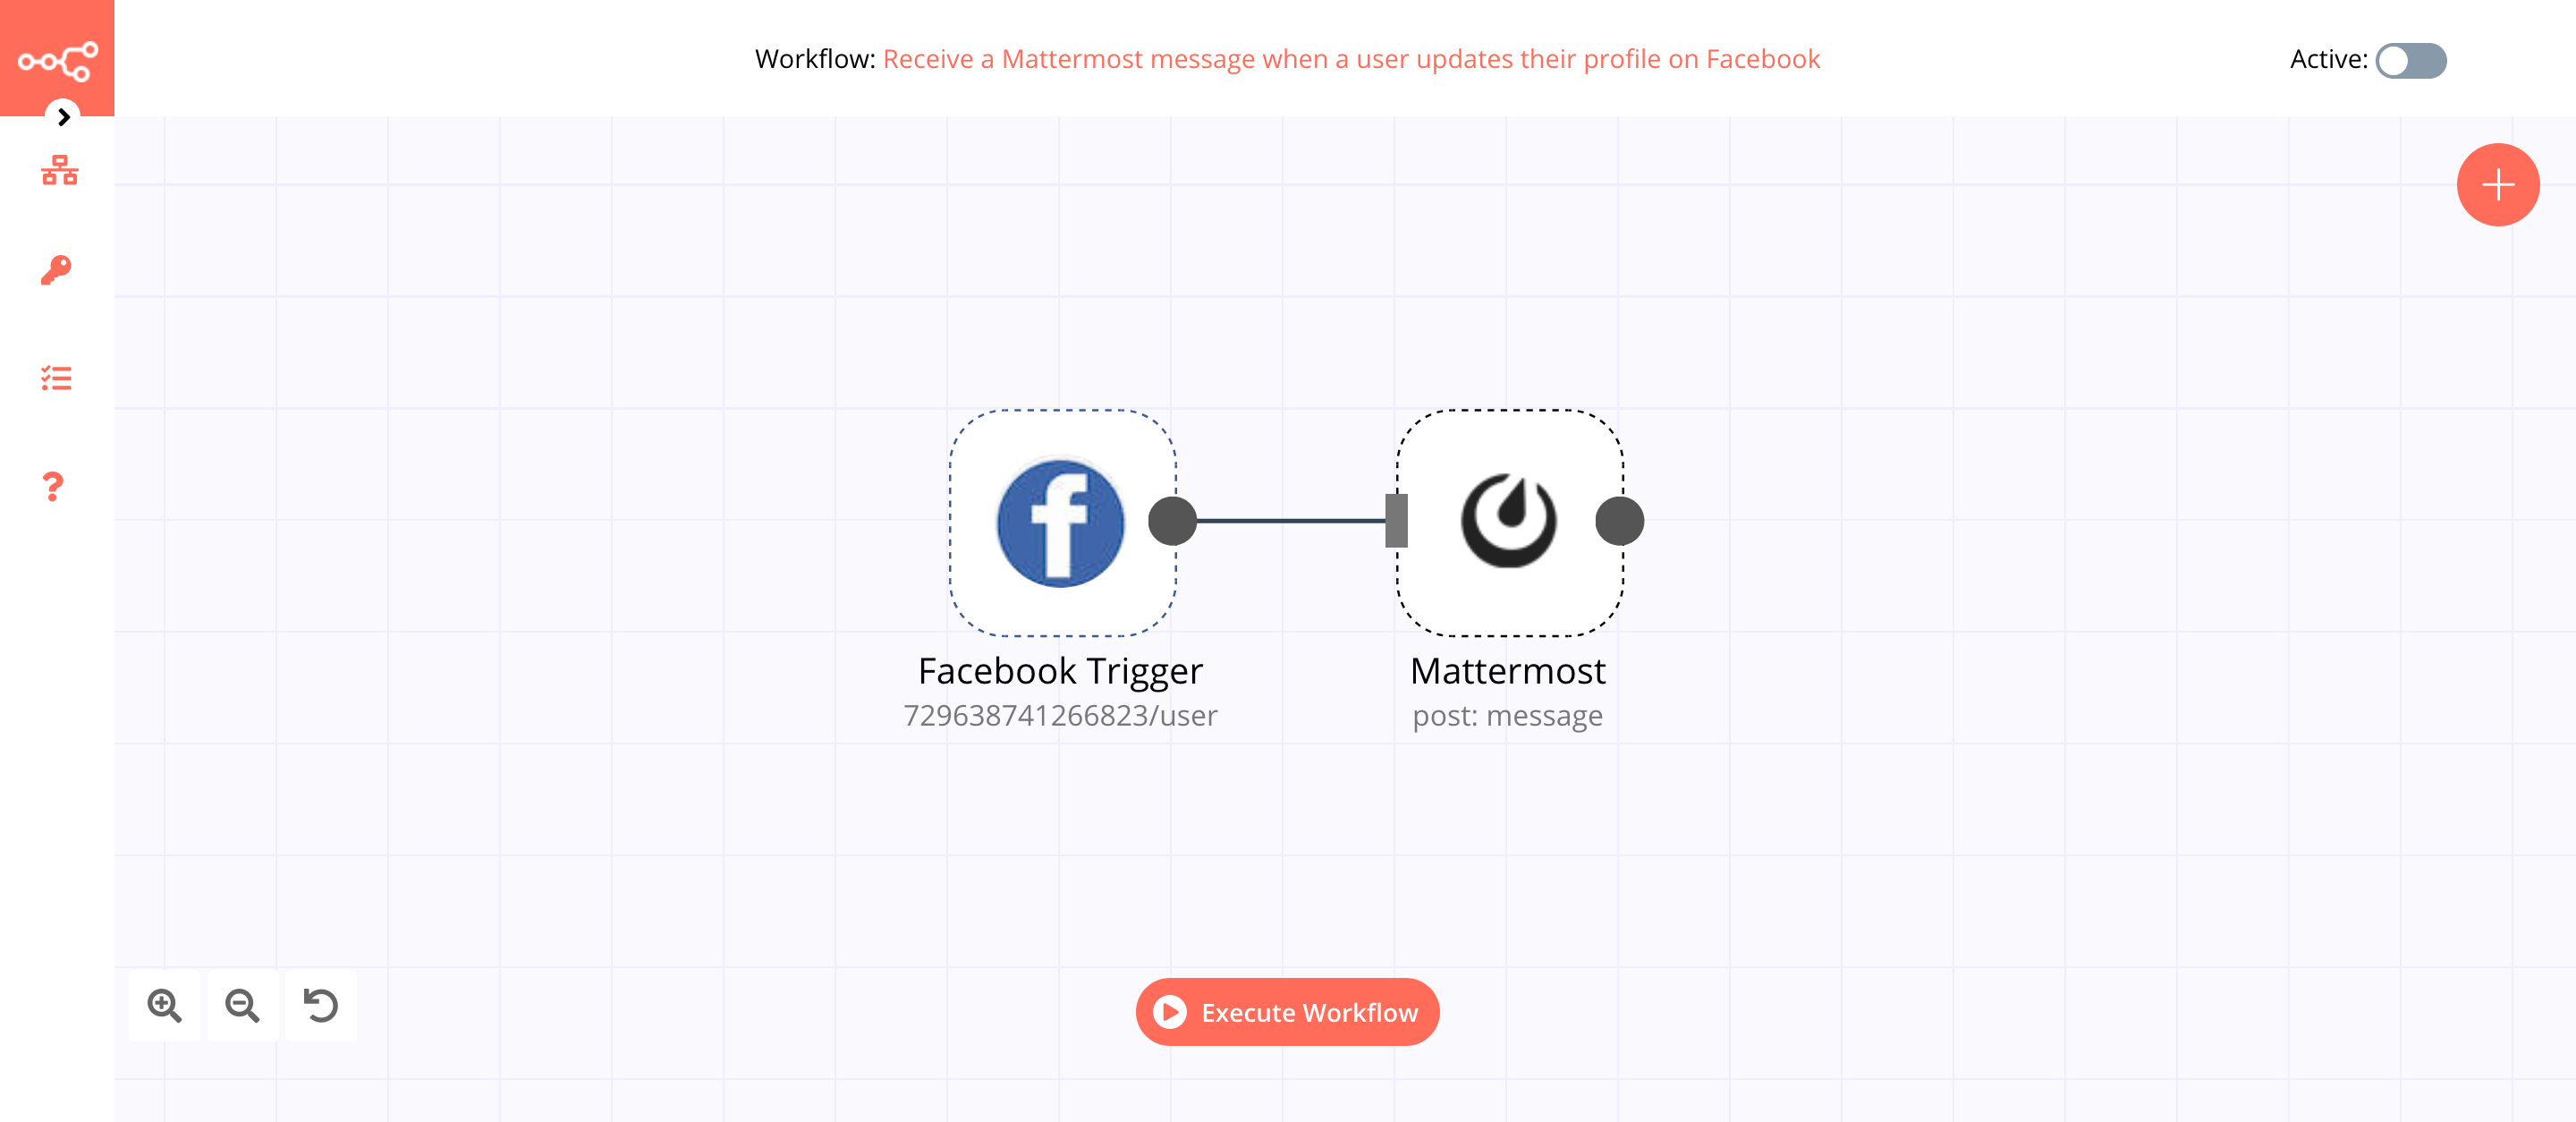 Workflow: Receive a Mattermost message when a user updates their profile on Facebook
Active:
Facebook Trigger
729638741266823/user
Mattermost
post: message
Execute Workflow